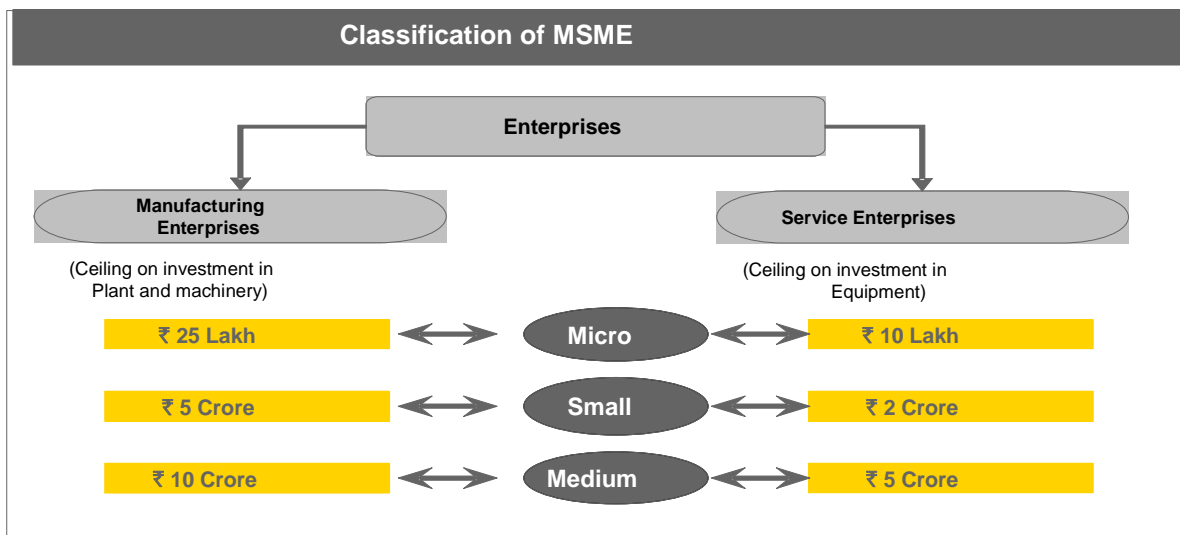 Classification of MSME
Enterprises
Manufacturing
Enterprises
Service Enterprises
(Ceiling on investment in
Plant and machinery)
(Ceiling on investment in
Equipment)
₹ 25 Lakh
Micro
₹ 10 Lakh
₹ 5 Crore
Small
₹ 2 Crore
₹ 10 Crore
Medium
₹ 5 Crore